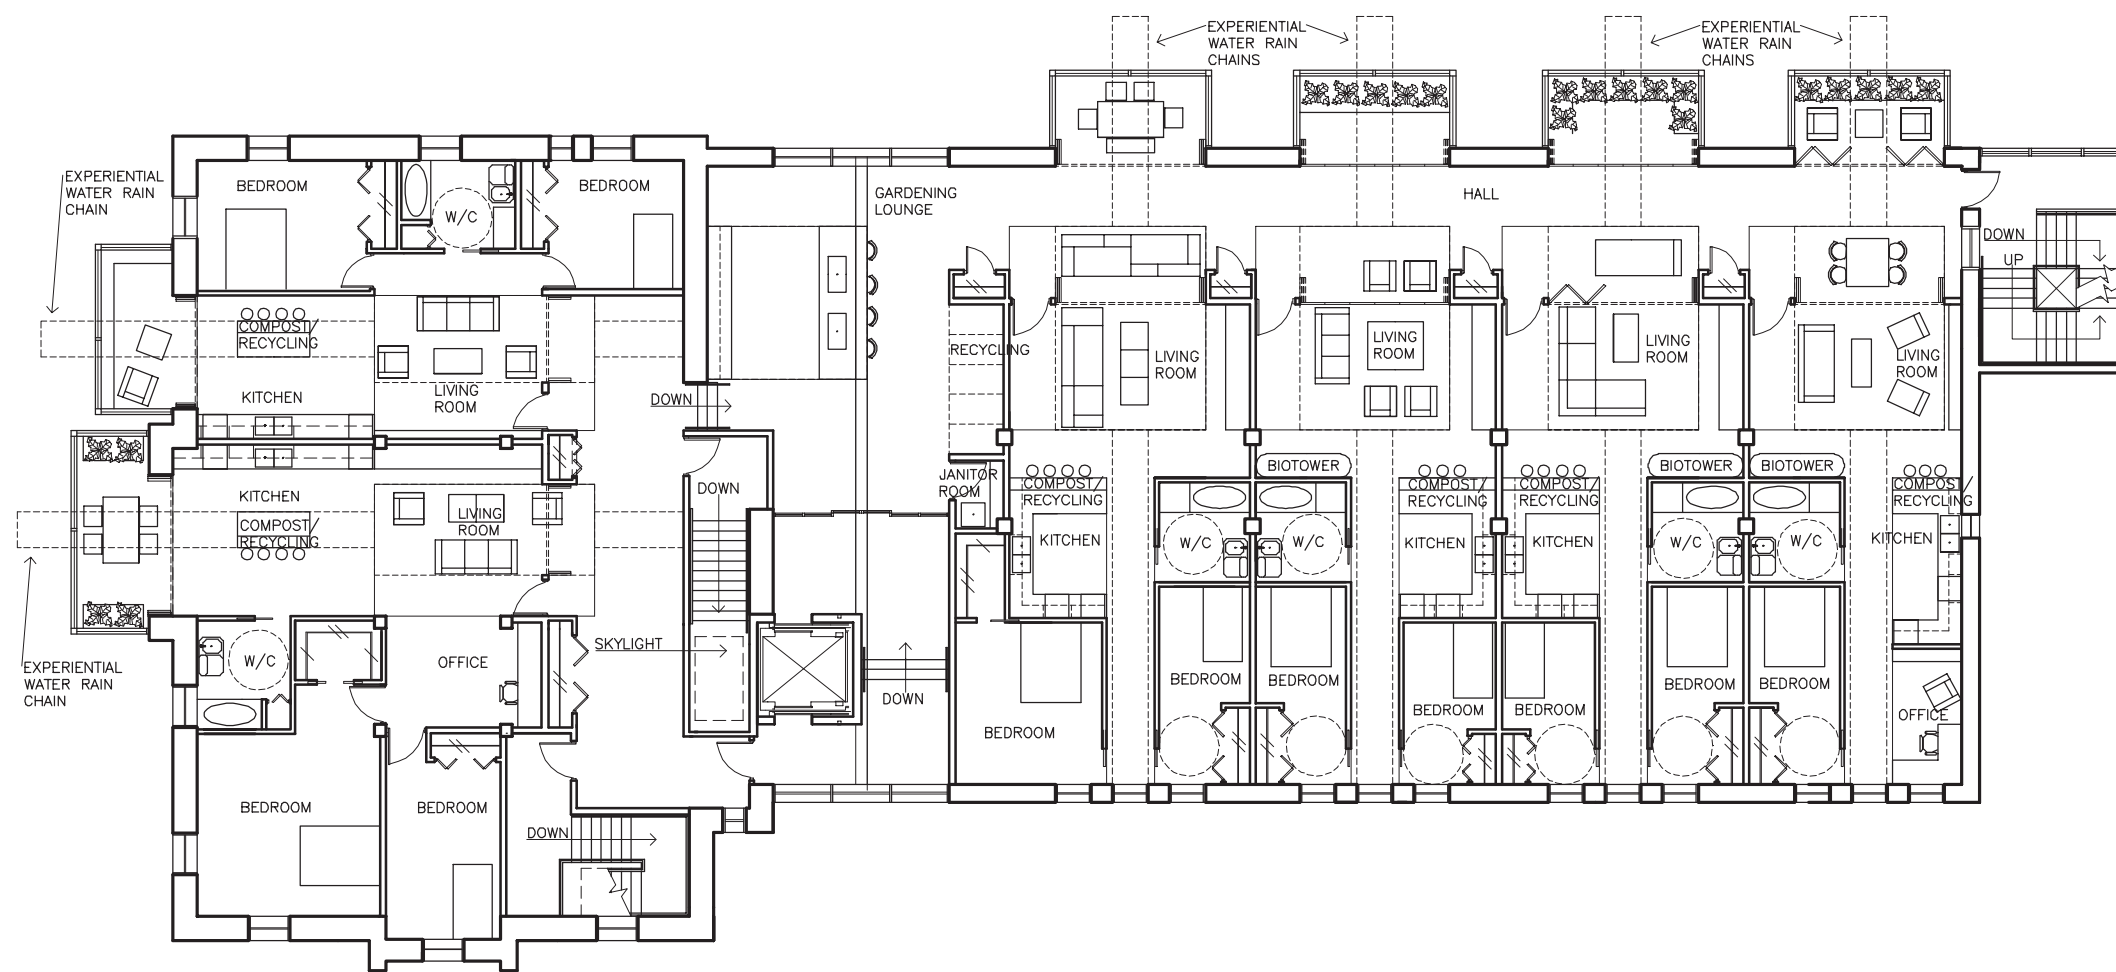 EXPERIENTIAL
WATER RAIN
CHAINS
EXPERIENTIAL
WATER RAIN
CHAINS
EXPERIENTIAL
WATER RAIN
CHAIN
BEDROOM
W/C
BEDROOM
GARDENING
LOUNGE
HALL
DOWN
UP
COMPOST/
RECYCLING
KITCHEN
LIVING
ROOM
DOWN
RECYCLING
LIVING
ROOM
LIVING
ROOM
LIVING
ROOM
LIVING
ROOM
KITCHEN
COMPOST/
RECYCLING
LIVING
ROOM
DOWN
JANITOR
ROOM
COMPOST/
RECYCLING
BIOTOWER
COMPOST/
RECYCLING
COMPOST/
RECYCLING
BIOTOWER
BIOTOWER
COMPOST/
RECYCLING
KITCHEN
W/C
W/C
KITCHEN
KITCHEN
W/C
W/C
KITCHEN
EXPERIENTIAL
WATER RAIN
CHAIN
W/C
OFFICE
SKYLIGHT
DOWN
BEDROOM
BEDROOM
BEDROOM
BEDROOM
BEDROOM
BEDROOM
BEDROOM
OFFICE
BEDROOM
BEDROOM
DOWN